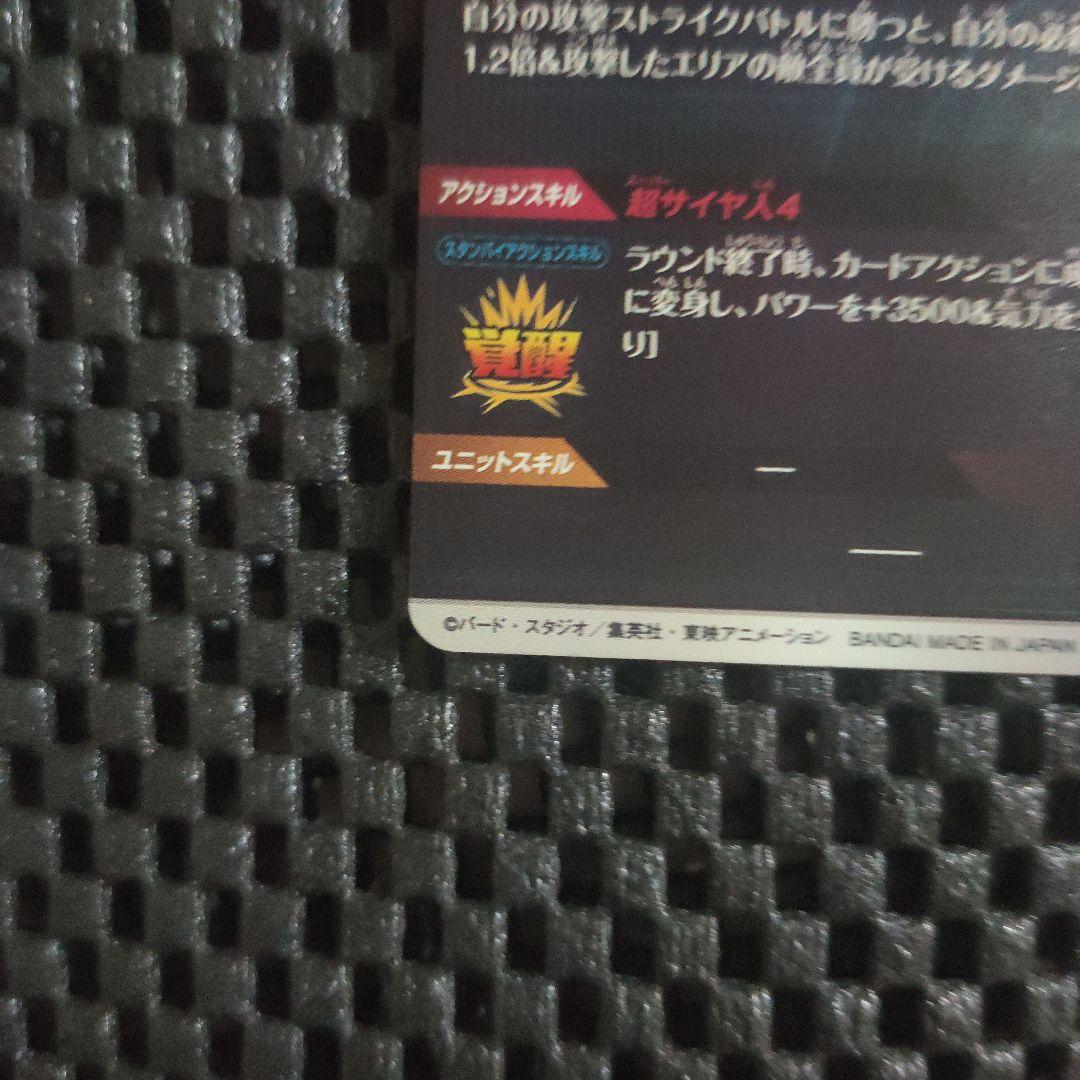 自分の攻撃ストライクバトルに勝つと、自分の必
1.2倍&攻撃したエリアの敵全員が受けるダメージ
アクションスキル
超サイヤ人4
スタンバイアクションスキル
ラウンド終了時、カードアクションに
に変身し、パワーを+3500&気力を
り]
覚醒
ユニットスキル
ー
©バード・スタジオ/集英社・東映アニメーション BANDAI MADE IN JAPAN